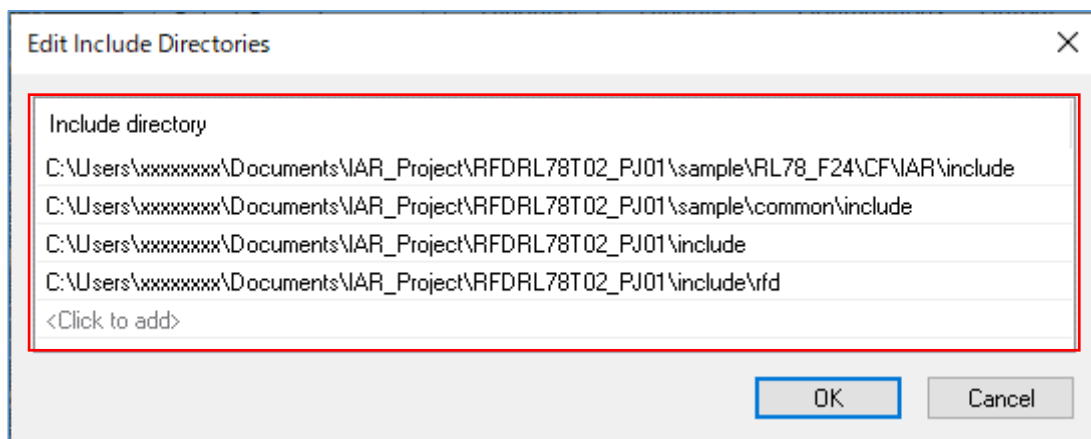 Edit Include Directories
Include directory
C:\Users\xxxxxxxx\Documents\IAR_Project\RFDRL78T02_PJ01\sample\RL78_F24\CF\IAR\include
C:\Users\xxxxxxxx\Documents\IAR_Project\RFDRL78T02_PJ01\sample\common\include
C:\Users\xxxxxxxx\Documents\IAR_Project\RFDRL78T02_PJ01\include
C:\Users\xxxxxxxx\Documents\IAR_Project\RFDRL78T02_PJ01\include\rfd
<Click to add>
OK Cancel